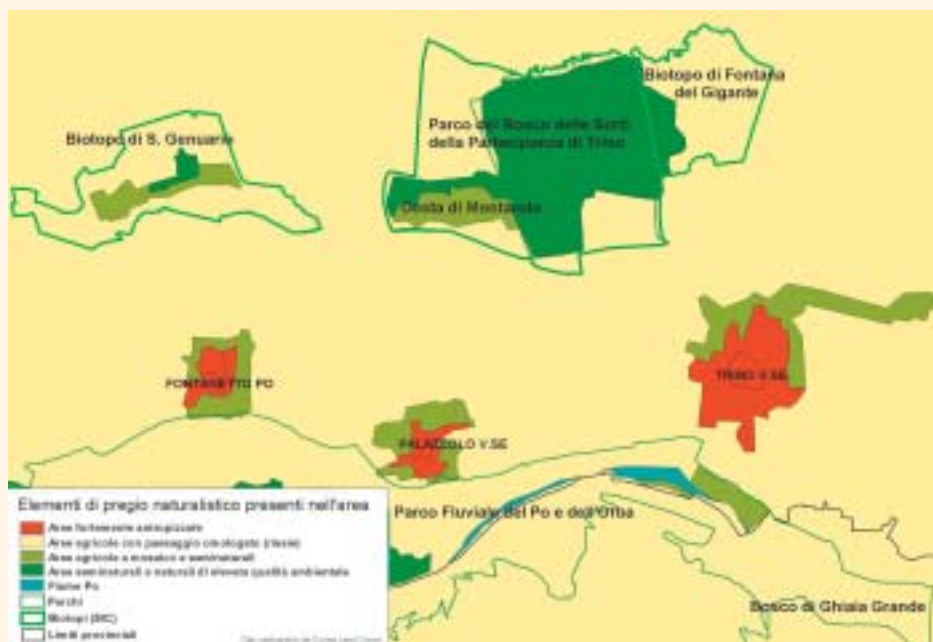 Biotopo di Fontana
del Gigante
Biotopo di S. Genuario
Parco del Bosco delle Sorti
della Partecipanza di Trino
Costa di Montarolo
FONTANETTO PO
TRINO V.SE
PALAZZOLO V.SE
Parco Fluviale del Po e dell'Orba
Bosco di Ghiaia Grande
Elementi di pregio naturalistico presenti nell'area
Aree fortemente antropizzate
Aree agricole con paesaggio omologato (risaie)
Aree agricole a mosaico o seminaturali
Aree seminaturali o naturali di elevata qualità ambientale
Fiume Po
Parchi
Biotopi (SIC)
Limiti provinciali